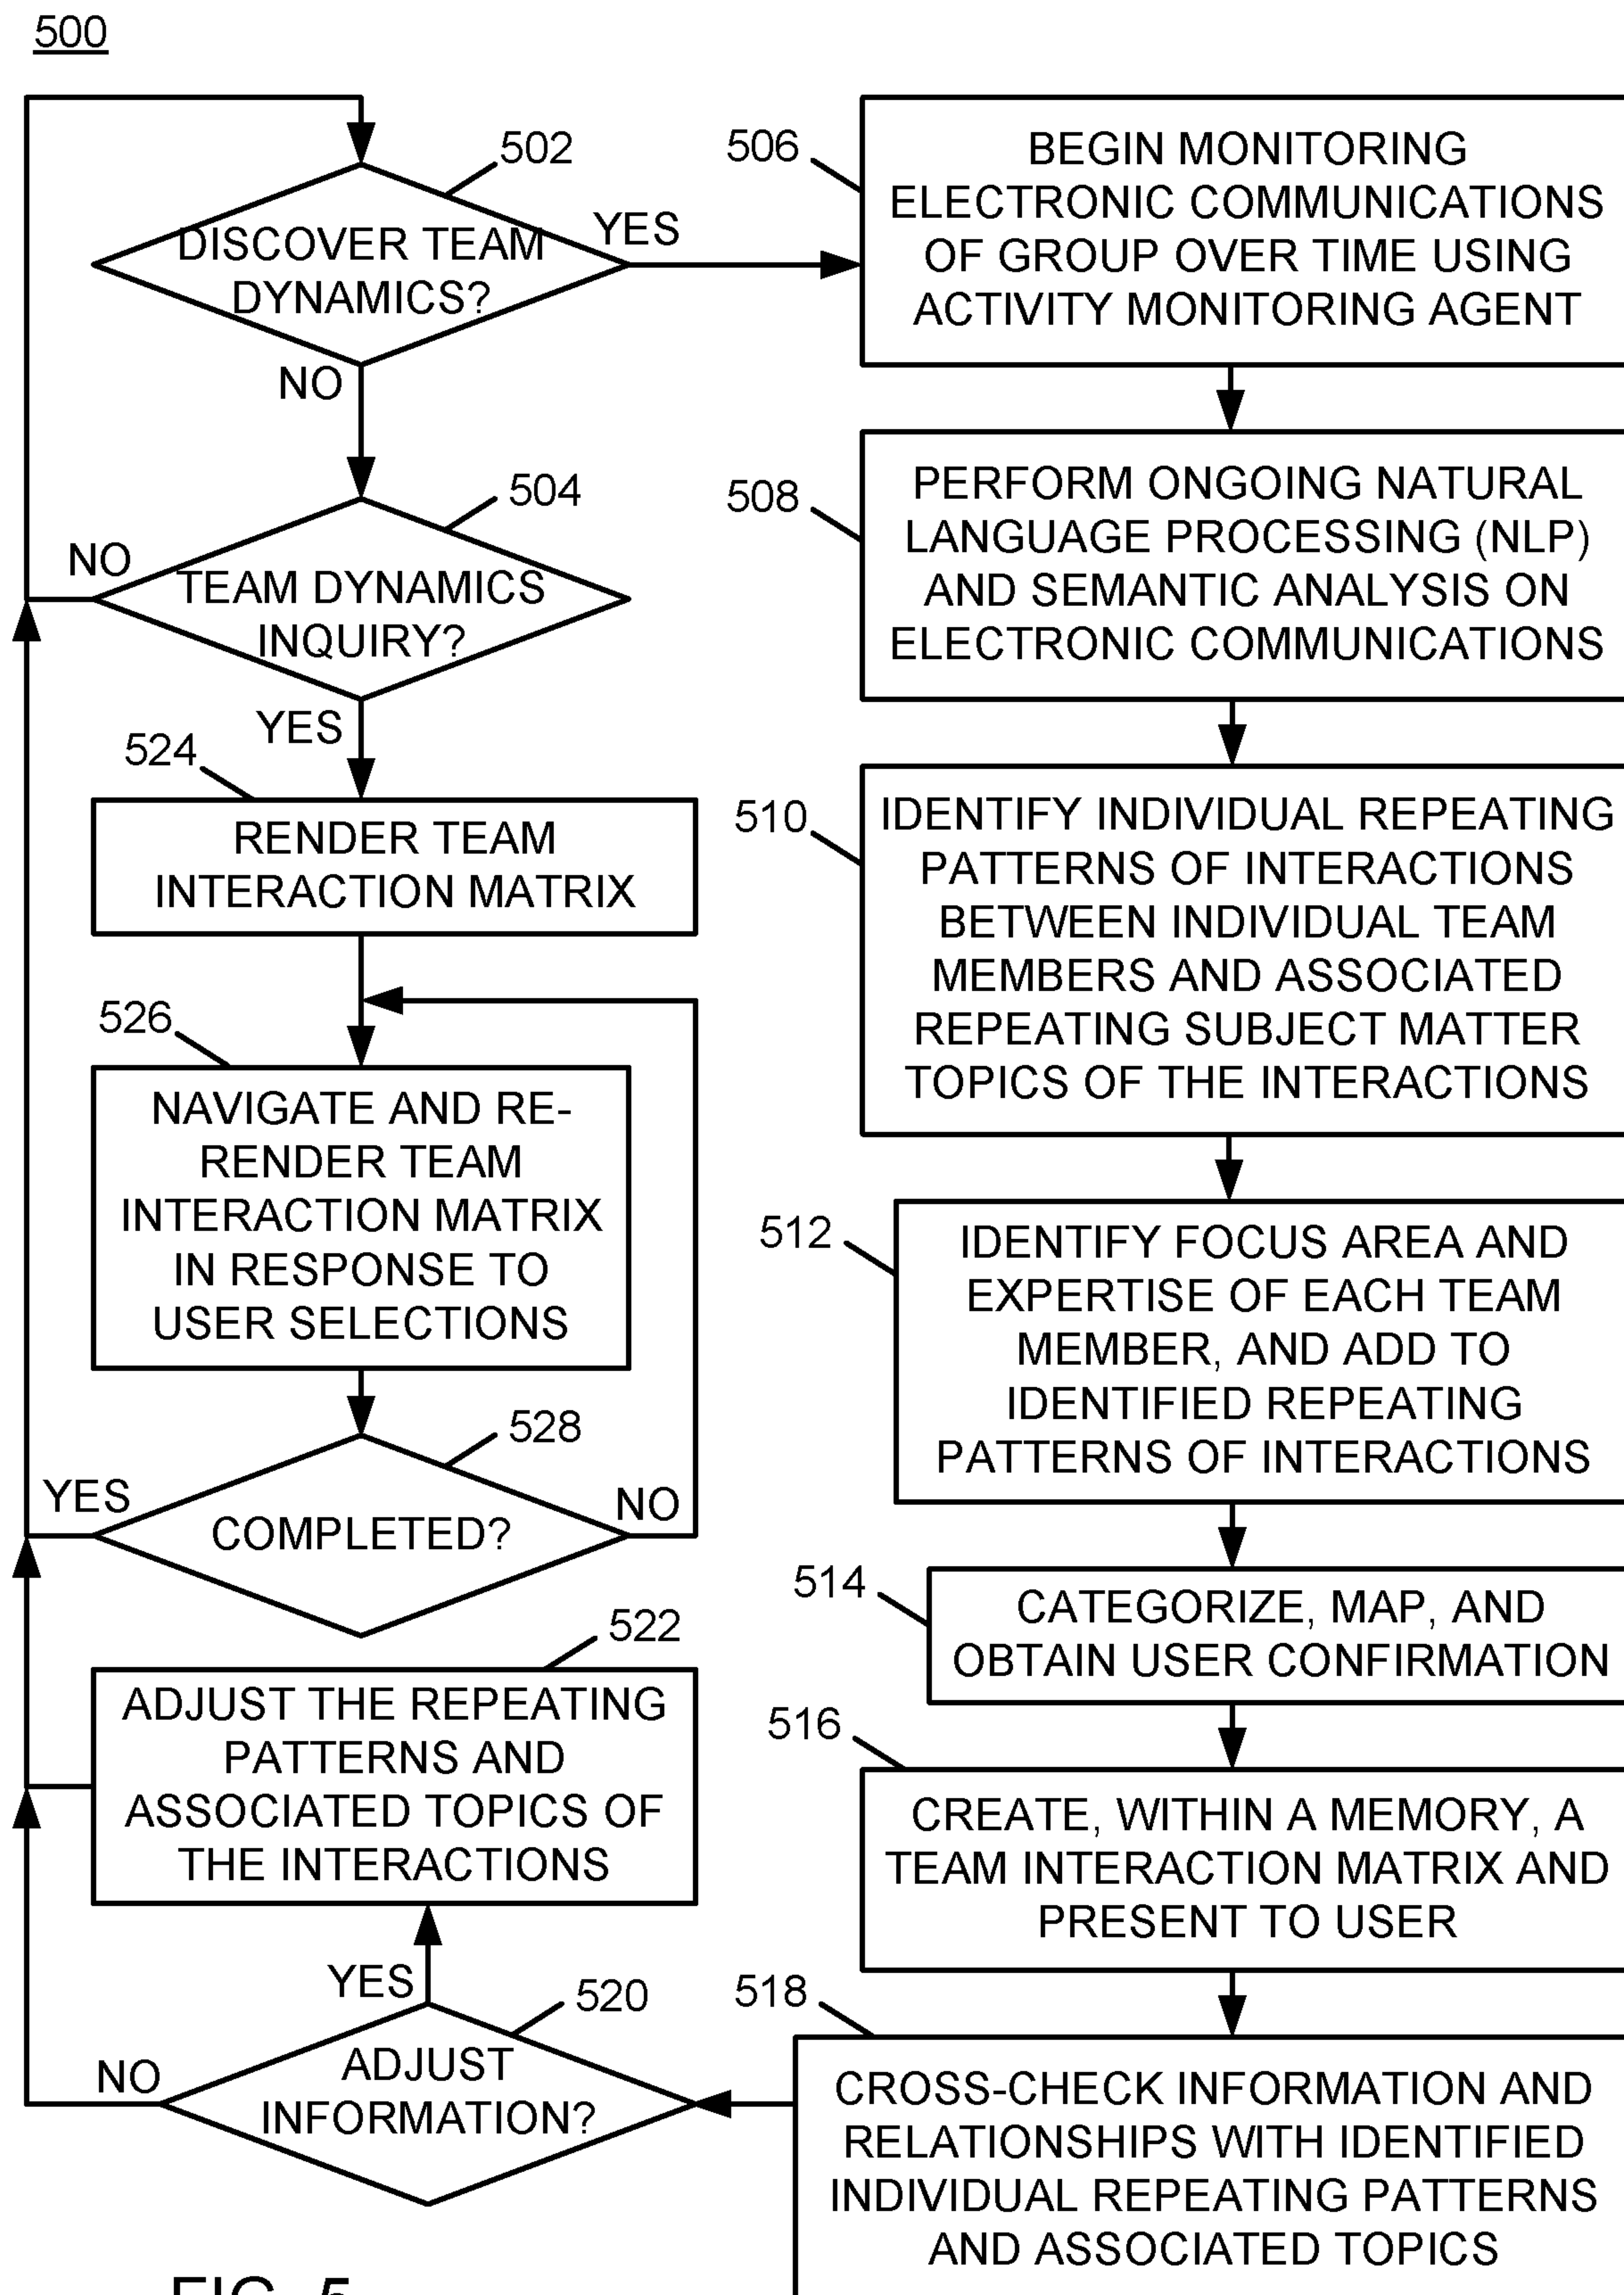 500
502
DISCOVER TEAM
DYNAMICS?
YES
NO
504
TEAM DYNAMICS
INQUIRY?
NO
YES
524
RENDER TEAM
INTERACTION MATRIX
526
NAVIGATE AND RE-
RENDER TEAM
INTERACTION MATRIX
IN RESPONSE TO
USER SELECTIONS
528
COMPLETED?
YES
NO
522
ADJUST THE REPEATING
PATTERNS AND
ASSOCIATED TOPICS OF
THE INTERACTIONS
YES
520
ADJUST
INFORMATION?
NO
506
BEGIN MONITORING
ELECTRONIC COMMUNICATIONS
OF GROUP OVER TIME USING
ACTIVITY MONITORING AGENT
508
PERFORM ONGOING NATURAL
LANGUAGE PROCESSING (NLP)
AND SEMANTIC ANALYSIS ON
ELECTRONIC COMMUNICATIONS
510
IDENTIFY INDIVIDUAL REPEATING
PATTERNS OF INTERACTIONS
BETWEEN INDIVIDUAL TEAM
MEMBERS AND ASSOCIATED
REPEATING SUBJECT MATTER
TOPICS OF THE INTERACTIONS
512
IDENTIFY FOCUS AREA AND
EXPERTISE OF EACH TEAM
MEMBER, AND ADD TO
IDENTIFIED REPEATING
PATTERNS OF INTERACTIONS
514
CATEGORIZE, MAP, AND
OBTAIN USER CONFIRMATION
516
CREATE, WITHIN A MEMORY, A
TEAM INTERACTION MATRIX AND
PRESENT TO USER
518
CROSS-CHECK INFORMATION AND
RELATIONSHIPS WITH IDENTIFIED
INDIVIDUAL REPEATING PATTERNS
AND ASSOCIATED TOPICS
FIG. 5